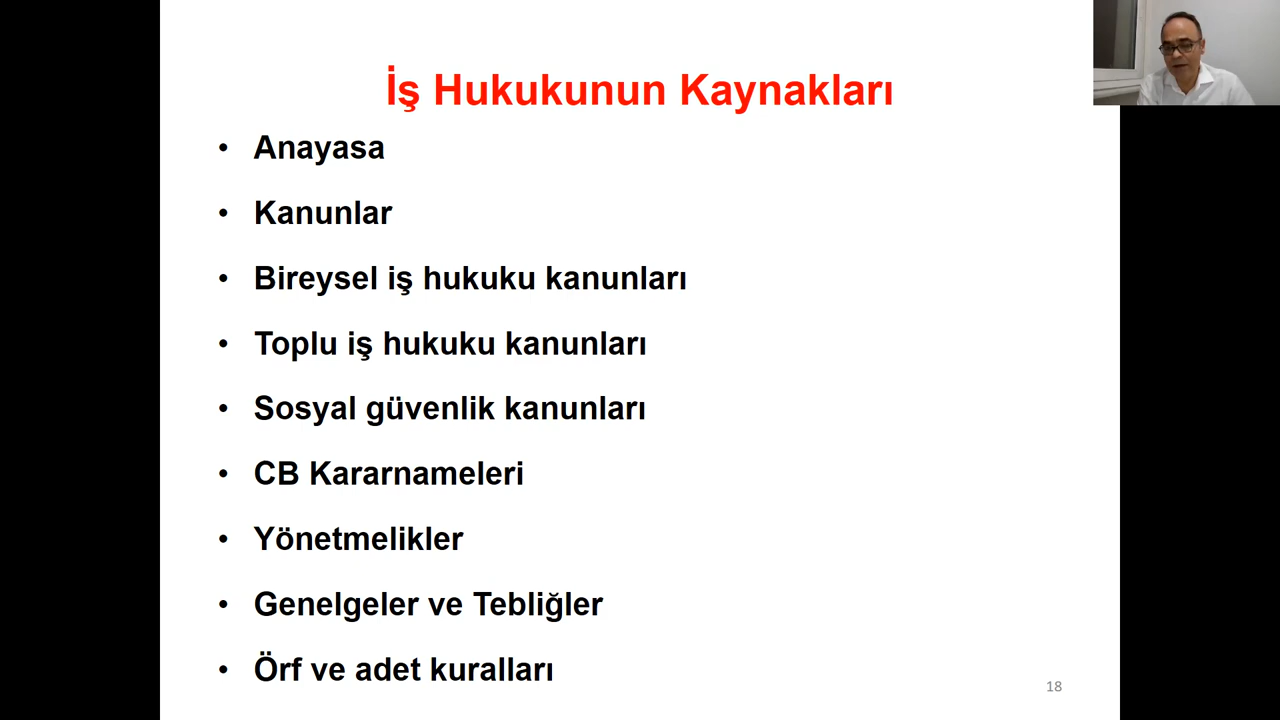 İş Hukukunun Kaynakları
• Anayasa
• Kanunlar
• Bireysel iş hukuku kanunları
• Toplu iş hukuku kanunları
• Sosyal güvenlik kanunları
• CB Kararnameleri
• Yönetmelikler
• Genelgeler ve Tebliğler
• Örf ve adet kuralları
18